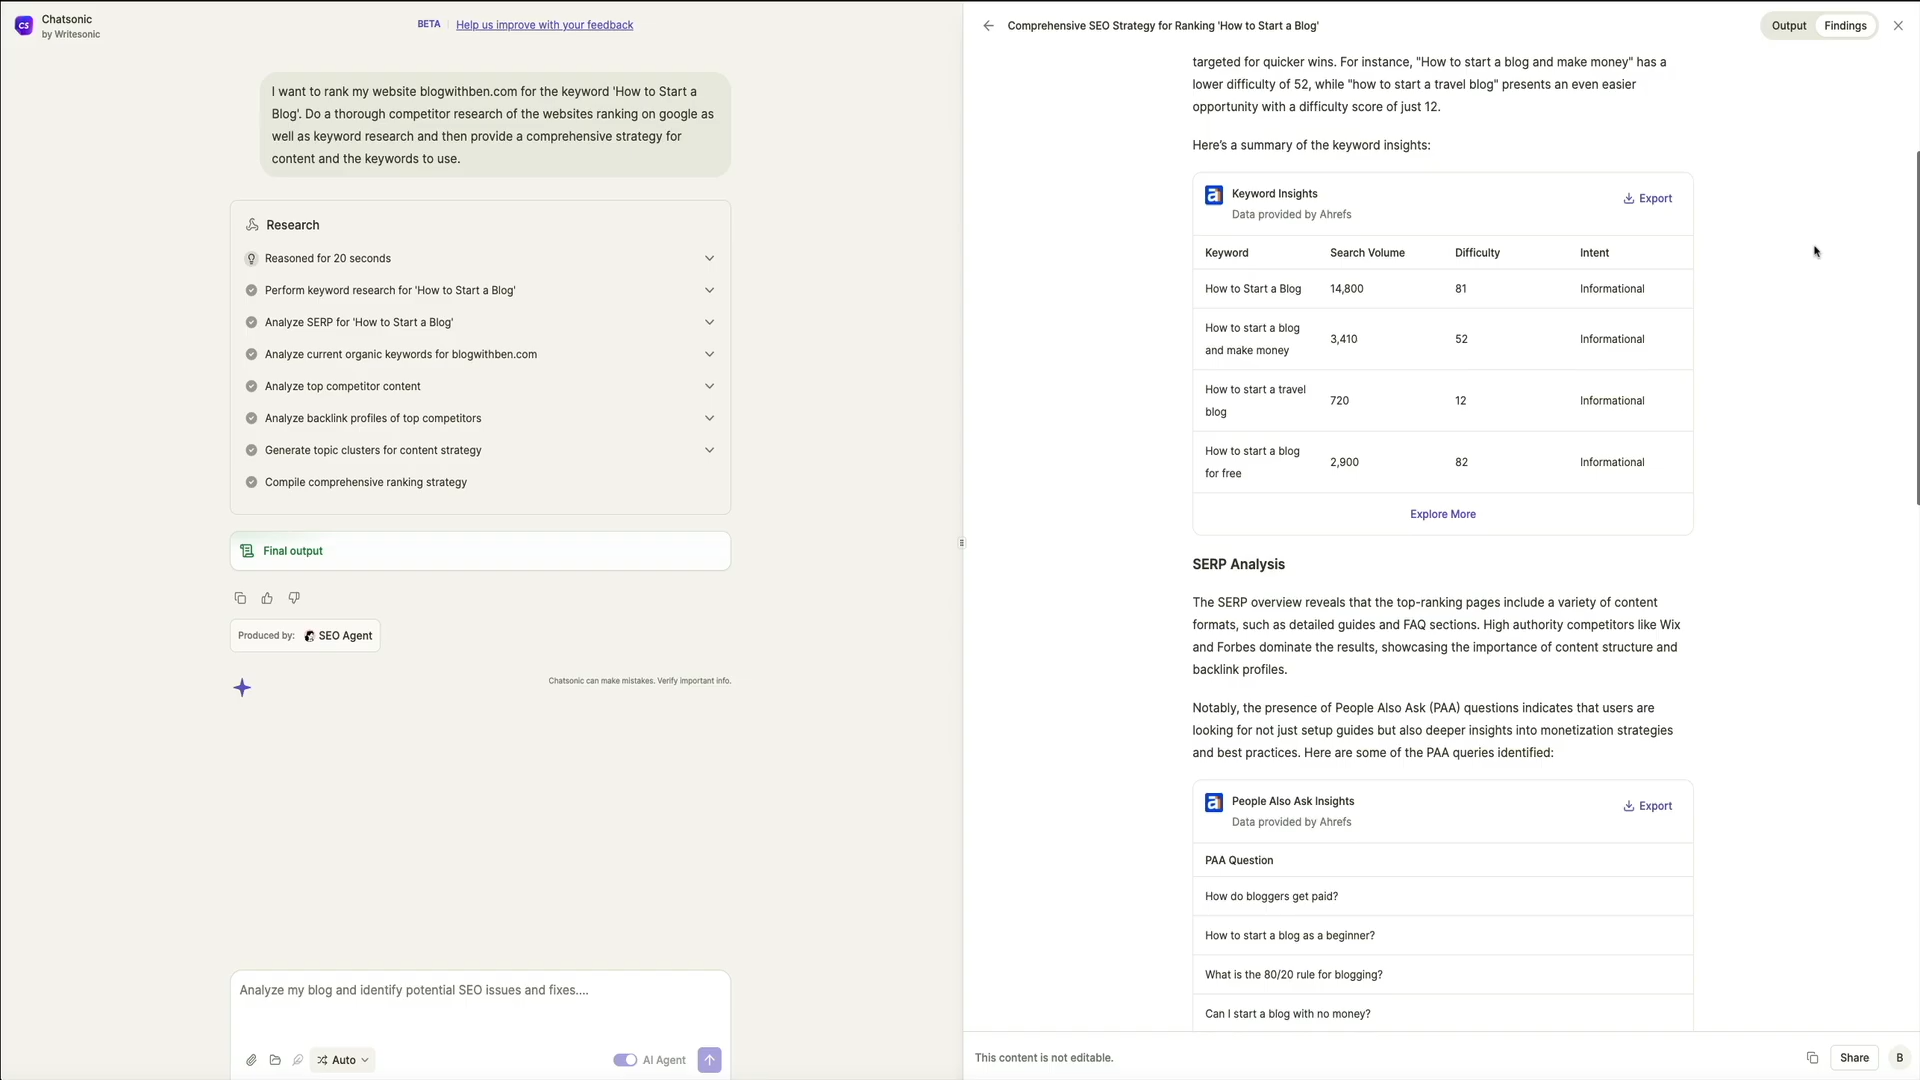 Chatsonic
by Writesonic
BETA
Help us improve with your feedback
I want to rank my website blogwithben.com for the keyword 'How to Start a
Blog'. Do a thorough competitor research of the websites ranking on google as
well as keyword research and then provide a comprehensive strategy for
content and the keywords to use.
Research
Reasoned for 20 seconds
Perform keyword research for 'How to Start a Blog'
Analyze SERP for 'How to Start a Blog'
Analyze current organic keywords for blogwithben.com
Analyze top competitor content
Analyze backlink profiles of top competitors
Generate topic clusters for content strategy
Compile comprehensive ranking strategy
Final output
Produced by: SEO Agent
Chatsonic can make mistakes. Verify important info.
Analyze my blog and identify potential SEO issues and fixes....
Auto
AI Agent
Comprehensive SEO Strategy for Ranking 'How to Start a Blog'
Output Findings
targeted for quicker wins. For instance, "How to start a blog and make money" has a
lower difficulty of 52, while "how to start a travel blog" presents an even easier
opportunity with a difficulty score of just 12.
Here's a summary of the keyword insights:
a
Keyword Insights
Data provided by Ahrefs
Export
Keyword Search Volume Difficulty Intent
How to Start a Blog 14,800 81 Informational
How to start a blog
and make money 3,410 52 Informational
How to start a travel
blog 720 12 Informational
How to start a blog
for free 2,900 82 Informational
Explore More
SERP Analysis
The SERP overview reveals that the top-ranking pages include a variety of content
formats, such as detailed guides and FAQ sections. High authority competitors like Wix
and Forbes dominate the results, showcasing the importance of content structure and
backlink profiles.
Notably, the presence of People Also Ask (PAA) questions indicates that users are
looking for not just setup guides but also deeper insights into monetization strategies
and best practices. Here are some of the PAA queries identified:
a
People Also Ask Insights
Data provided by Ahrefs
Export
PAA Question
How do bloggers get paid?
How to start a blog as a beginner?
What is the 80/20 rule for blogging?
Can I start a blog with no money?
This content is not editable.
Share
B